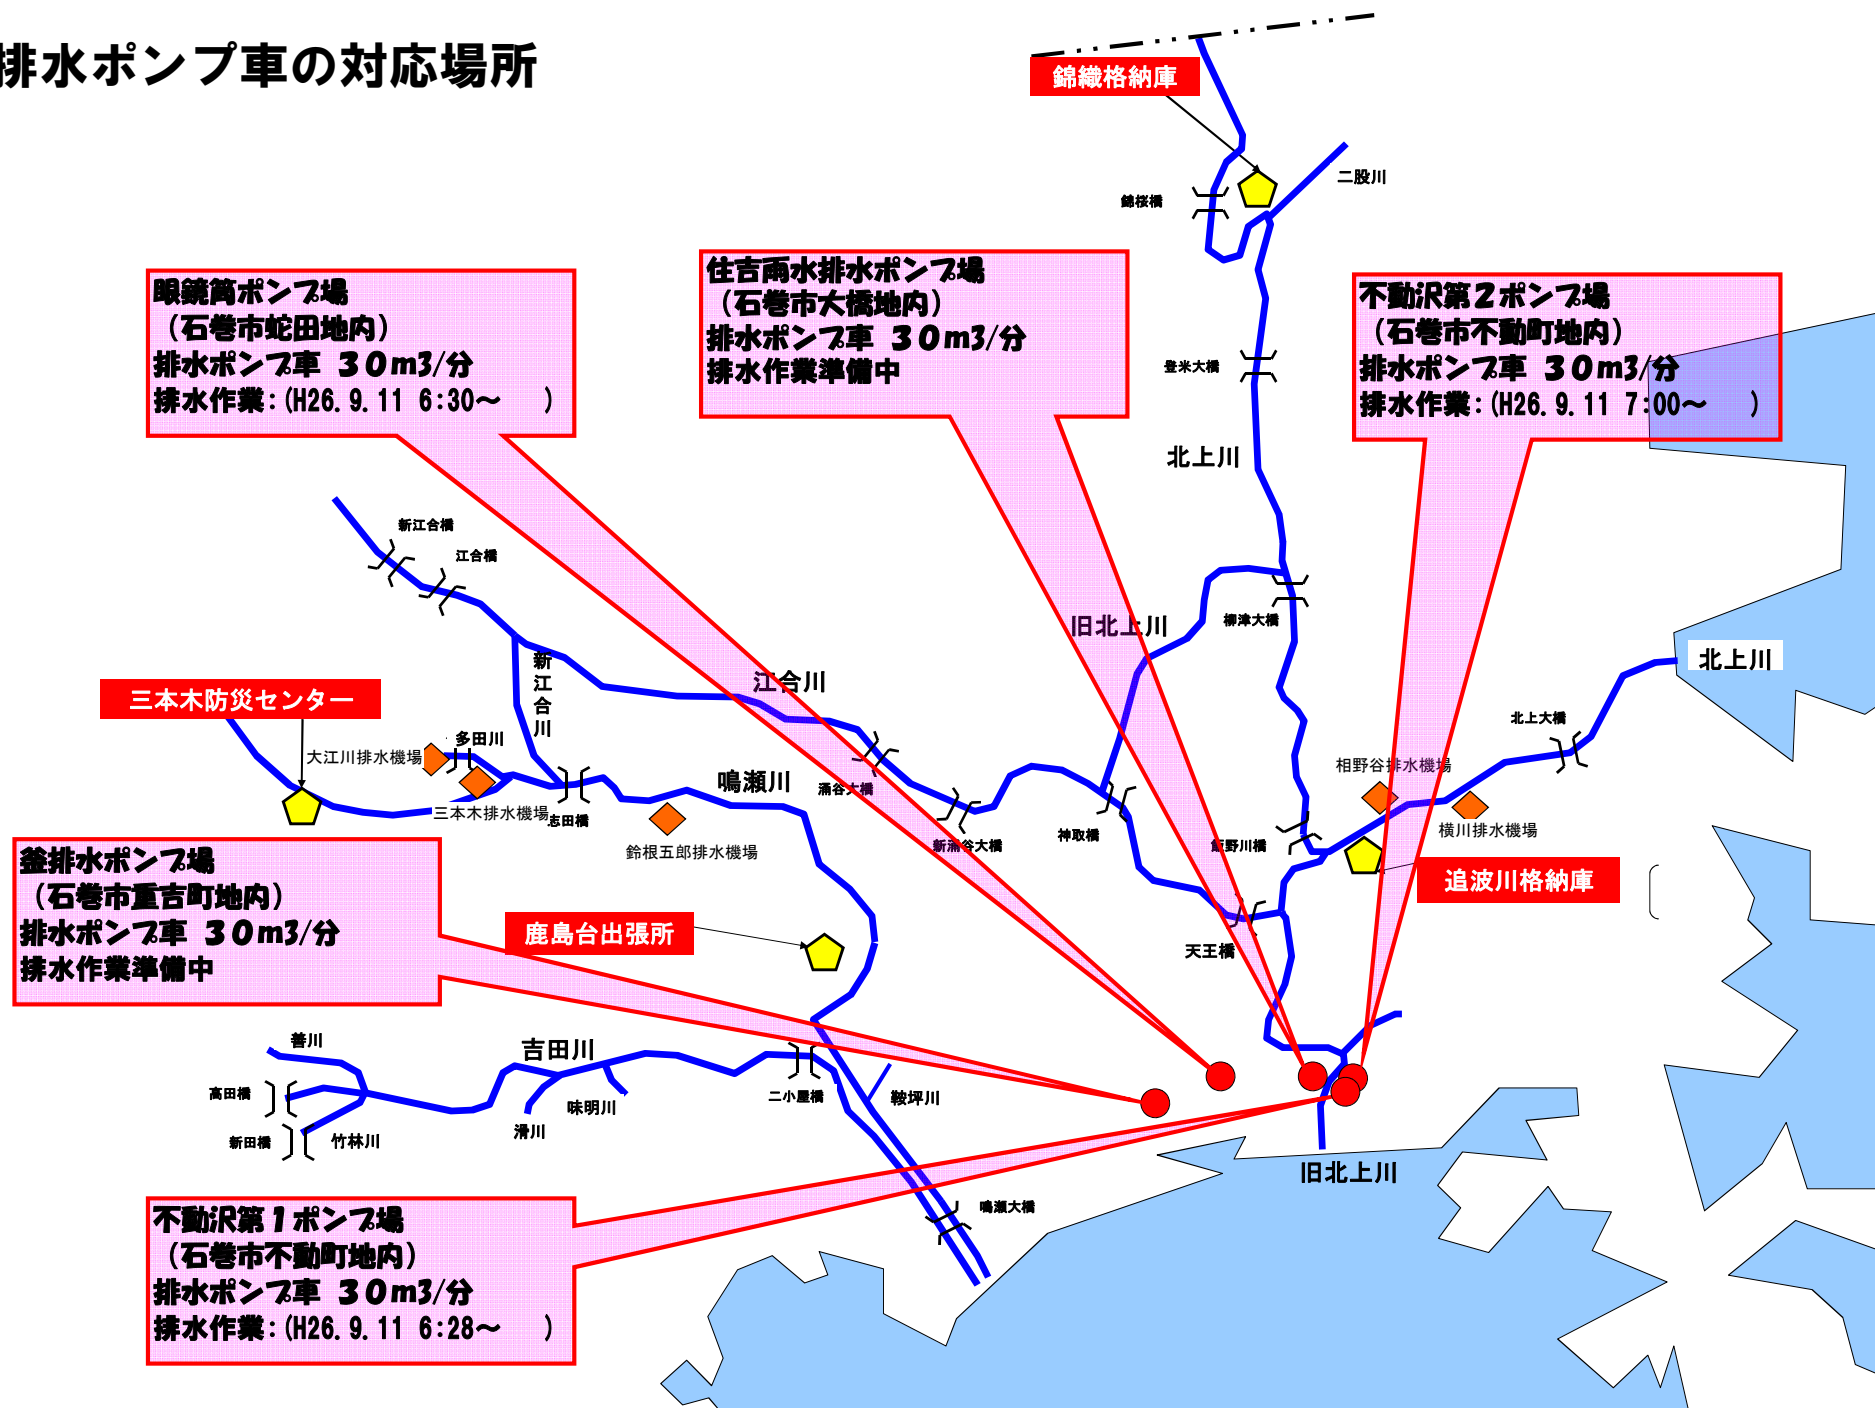 排水ポンプ車の対応場所
錦織格納庫
二股川
錦桜橋
眼鏡筒ポンプ場
（石巻市蛇田地内）
排水ポンプ車 ３０m3/分
排水作業：(H26.9.11 6:30～　　)
住吉雨水排水ポンプ場
（石巻市大橋地内）
排水ポンプ車 ３０m3/分
排水作業準備中
不動沢第２ポンプ場
（石巻市不動町地内）
排水ポンプ車 ３０m3/分
排水作業：(H26.9.11 7:00～　　)
登米大橋
北上川
新江合橋
江合橋
旧北上川
柳津大橋
新江合川
江合川
北上川
三本木防災センター
北上大橋
多田川
大江川排水機場
鳴瀬川
涌谷大橋
相野谷排水機場
三本木排水機場
志田橋
鈴根五郎排水機場
新涌谷大橋
神取橋
飯野川橋
横川排水機場
釜排水ポンプ場
（石巻市重吉町地内）
排水ポンプ車 ３０m3/分
排水作業準備中
追波川格納庫
鹿島台出張所
天王橋
善川
吉田川
高田橋
味明川
二小屋橋
鞍坪川
新田橋
竹林川
滑川
旧北上川
鳴瀬大橋
不動沢第１ポンプ場
（石巻市不動町地内）
排水ポンプ車 ３０m3/分
排水作業：(H26.9.11 6:28～　　)